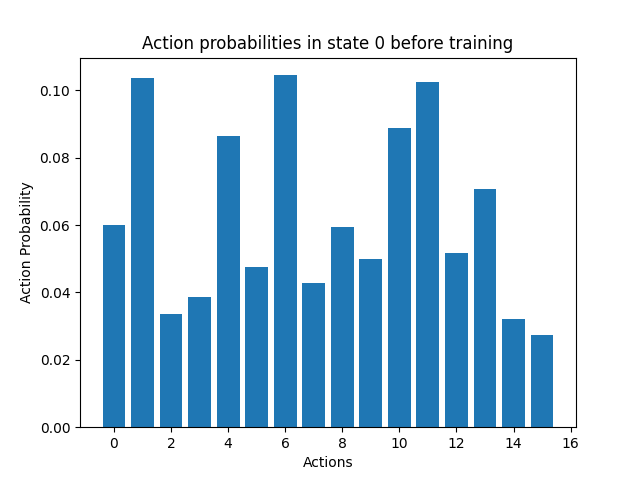 Action probabilities in state 0 before training
0.10
0.08
0.06
0.04
0.02
0.00
Action Probability
0 2 4 6 8 10 12 14 16
Actions